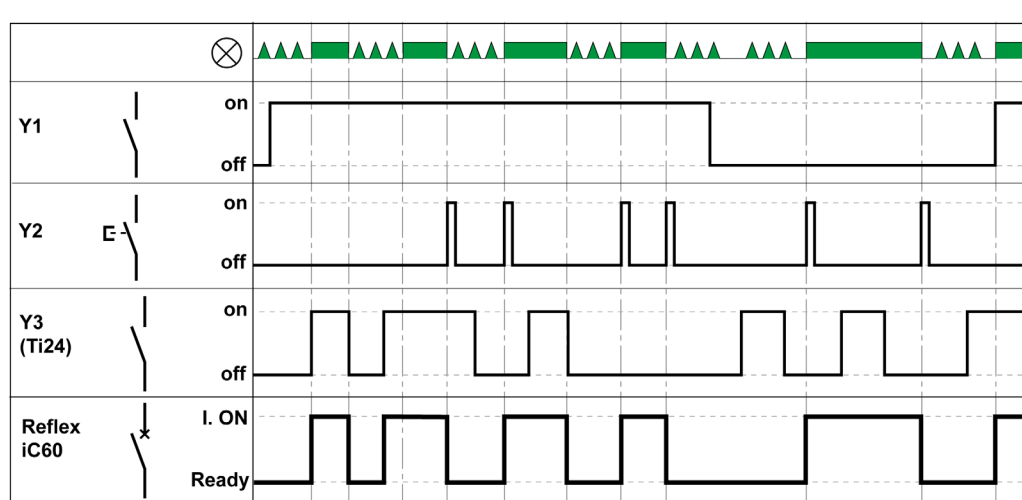 on
Y1
off
on
Y2
off
on
Y3
(Ti24)
off
I. ON
Reflex
iC60
Ready